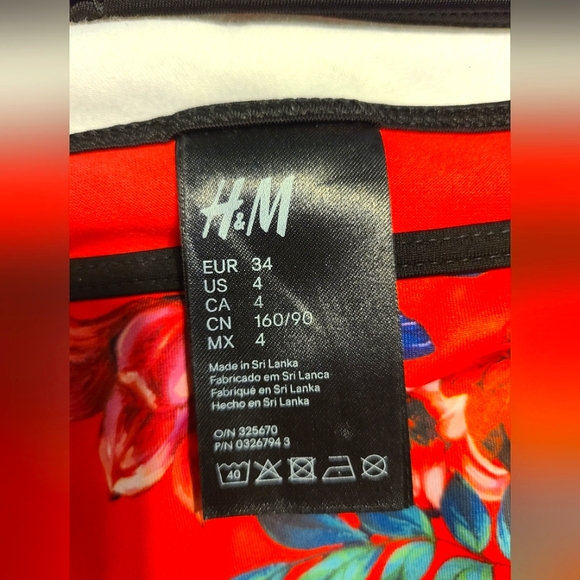 H&M
EUR 34
US 4
CA 4
CN 160/90
MX 4
Made in Sri Lanka
Fabricado em Sri Lanca
Fabriqué en Sri Lanka
Hecho en Sri Lanka
O/N 325670
P/N 0326794 3
40